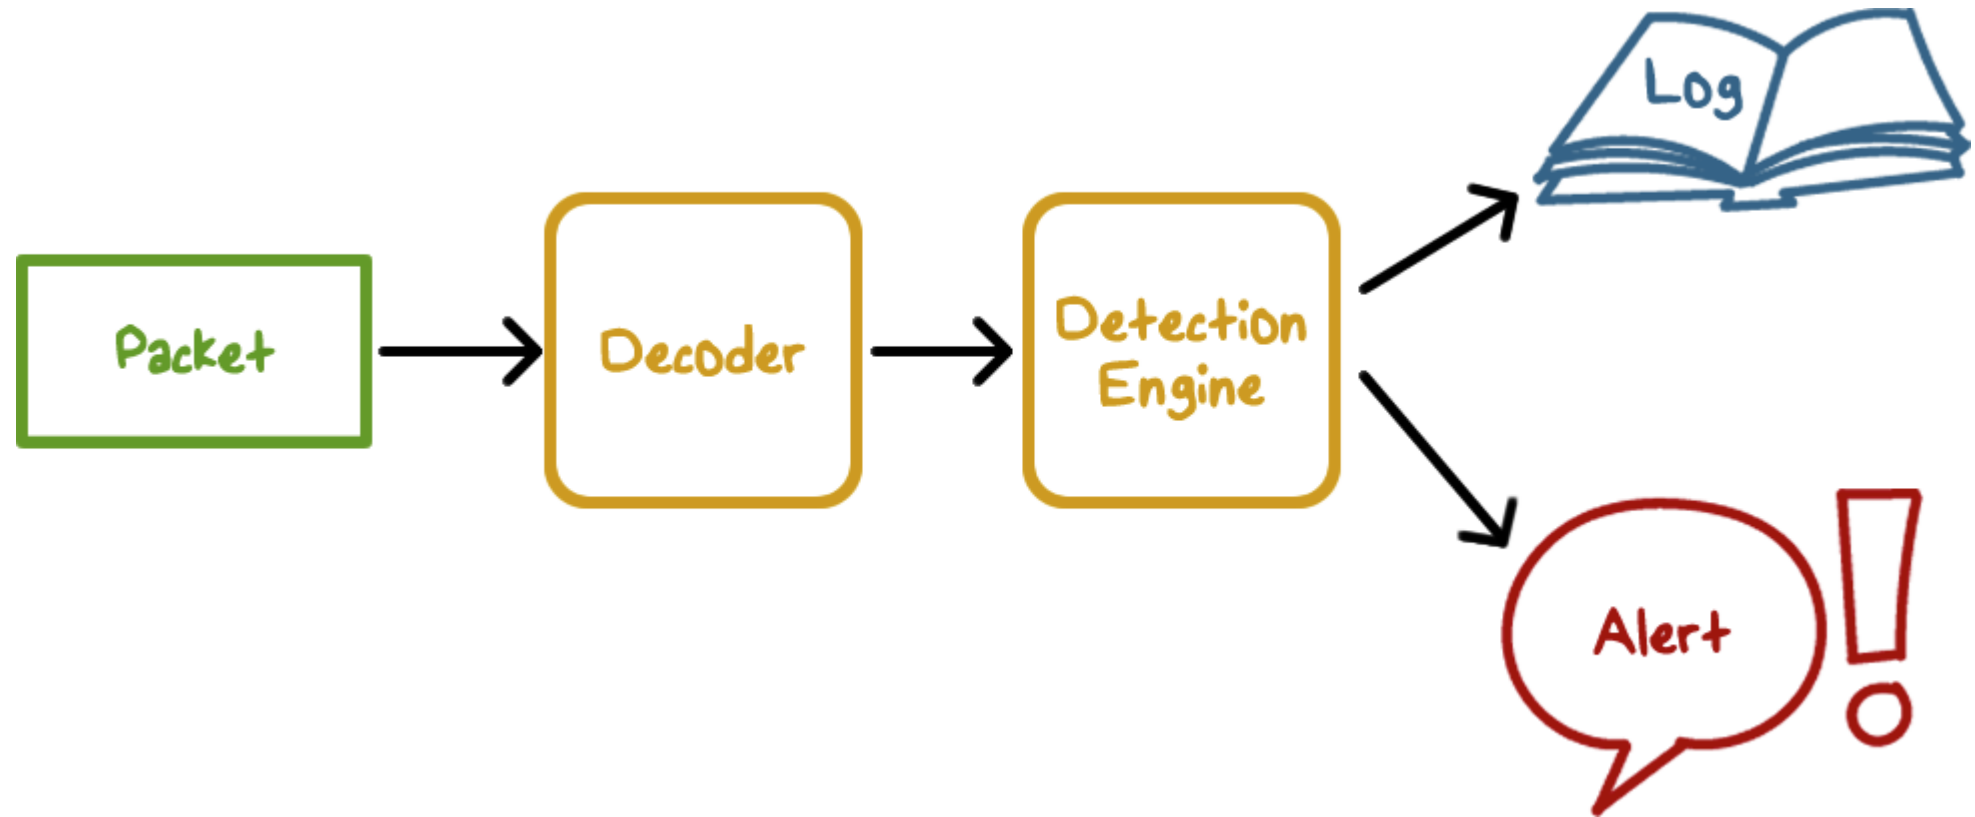 Packet
Decoder
Detection
Engine
Log
Alert